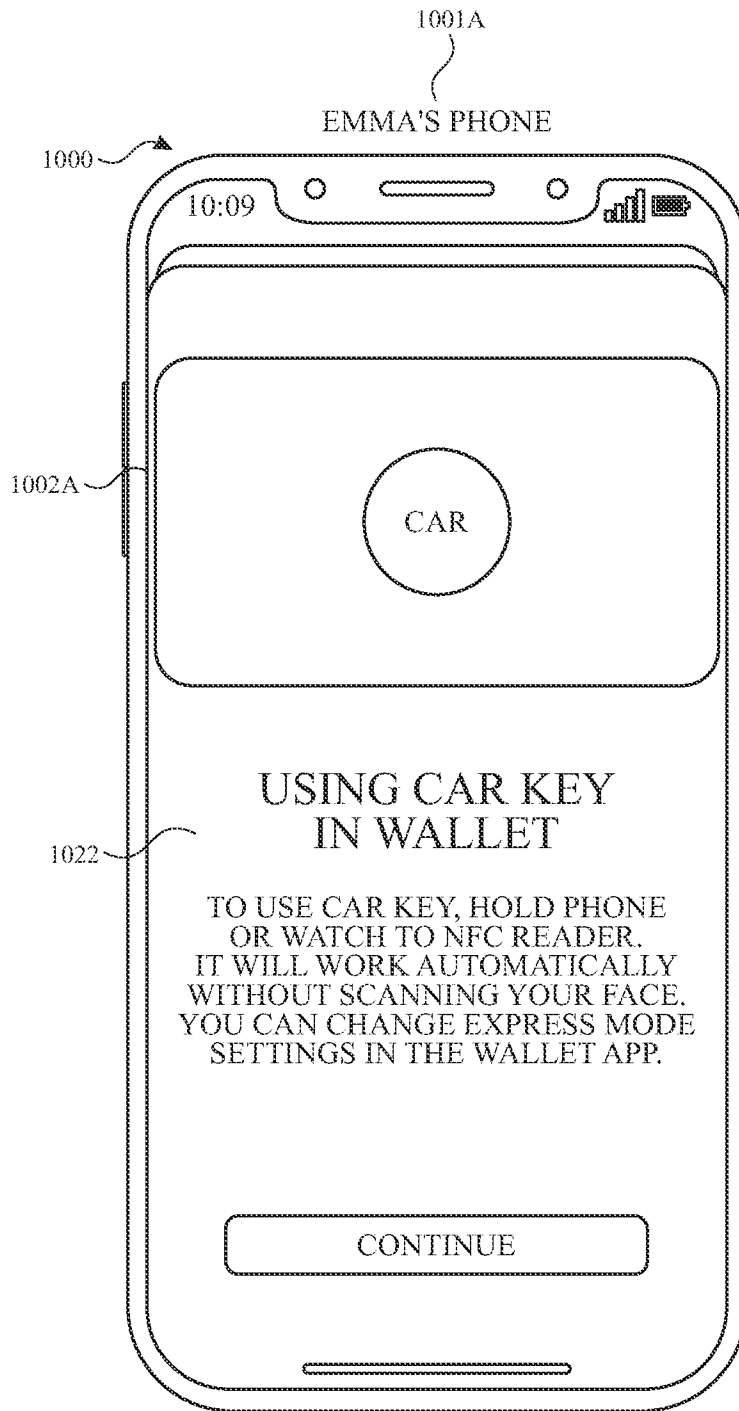 1001A
EMMA'S PHONE
1000
10:09
1002A
CAR
USING CAR KEY
IN WALLET
1022
TO USE CAR KEY, HOLD PHONE
OR WATCH TO NFC READER.
IT WILL WORK AUTOMATICALLY
WITHOUT SCANNING YOUR FACE.
YOU CAN CHANGE EXPRESS MODE
SETTINGS IN THE WALLET APP.
CONTINUE